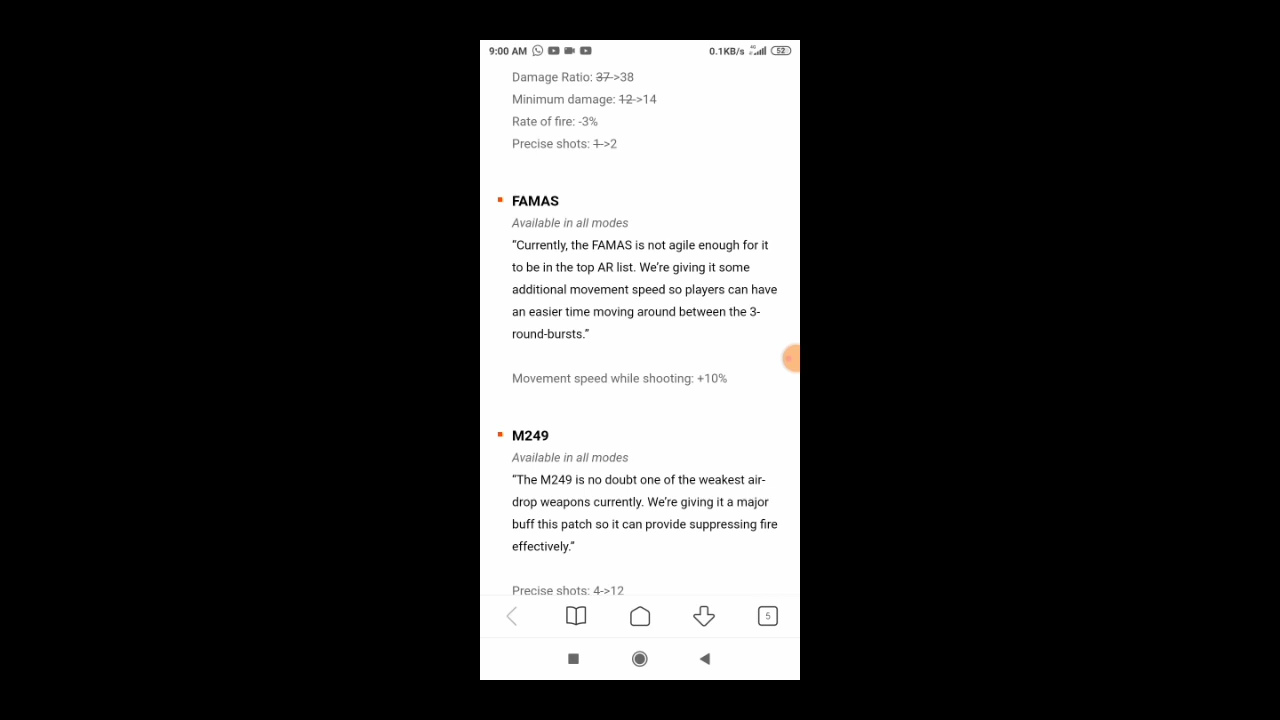 9:00 AM 0.1KB/s 4G 52
Damage Ratio: 37->38
Minimum damage: 12->14
Rate of fire: -3%
Precise shots: 1->2
FAMAS
Available in all modes
“Currently, the FAMAS is not agile enough for it
to be in the top AR list. We’re giving it some
additional movement speed so players can have
an easier time moving around between the 3-
round-bursts.”
Movement speed while shooting: +10%
M249
Available in all modes
“The M249 is no doubt one of the weakest air-
drop weapons currently. We’re giving it a major
buff this patch so it can provide suppressing fire
effectively.”
Precise shots: 4->12
5